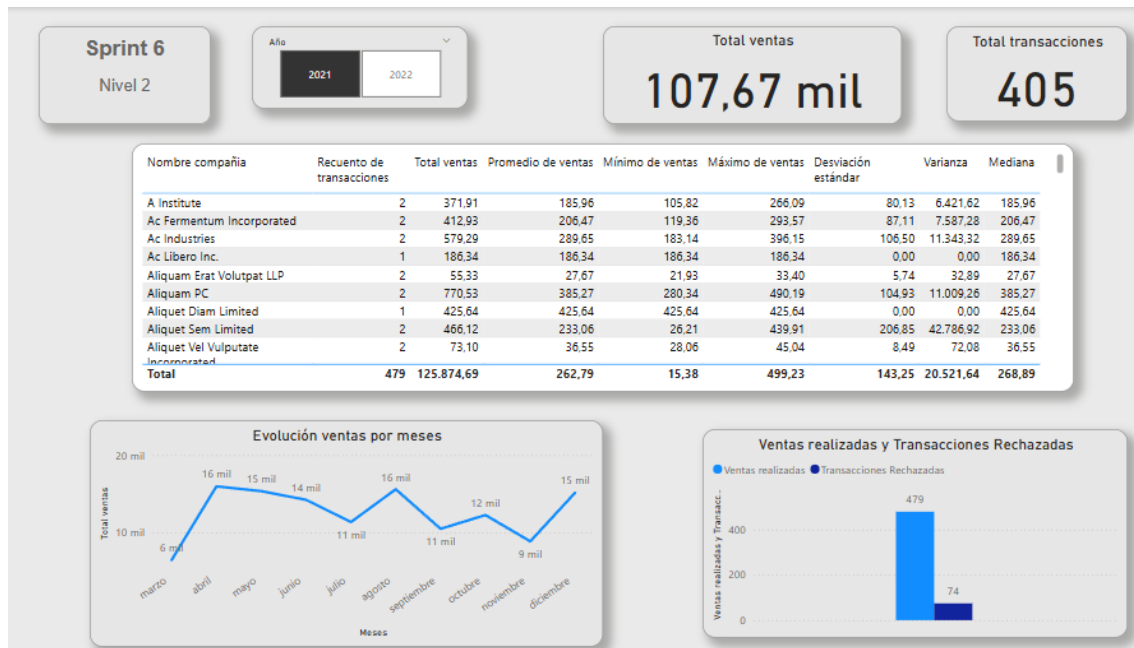 Sprint 6
Nivel 2
Año
2021 2022
Total ventas
107,67 mil
Total transacciones
405
Nombre compañia Recuento de transacciones Total ventas Promedio de ventas Mínimo de ventas Máximo de ventas Desviación estándar Varianza Mediana
A Institute 2 371,91 185,96 105,82 266,09 80,13 6.421,62 185,96
Ac Fermentum Incorporated 2 412,93 206,47 119,36 293,57 87,11 7.587,28 206,47
Ac Industries 2 579,29 289,65 183,14 396,15 106,50 11.343,32 289,65
Ac Libero Inc. 1 186,34 186,34 186,34 186,34 0,00 0,00 186,34
Aliquam Erat Volutpat LLP 2 55,33 27,67 21,93 33,40 5,74 32,89 27,67
Aliquam PC 2 770,53 385,27 280,34 490,19 104,93 11.009,26 385,27
Aliquet Diam Limited 1 425,64 425,64 425,64 425,64 0,00 0,00 425,64
Aliquet Sem Limited 2 466,12 233,06 26,21 439,91 206,85 42.786,92 233,06
Aliquet Vel Vulputate 2 73,10 36,55 28,06 45,04 8,49 72,08 36,55
Incorporated
Total 479 125.874,69 262,79 15,38 499,23 143,25 20.521,64 268,89
Evolución ventas por meses
Total ventas
20 mil
10 mil
6 mil
16 mil
15 mil
14 mil
11 mil
16 mil
11 mil
12 mil
9 mil
15 mil
marzo abril mayo junio julio agosto septiembre octubre noviembre diciembre
Meses
Ventas realizadas y Transacciones Rechazadas
Ventas realizadas Transacciones Rechazadas
Ventas realizadas y Transacc...
400
200
0
479
74